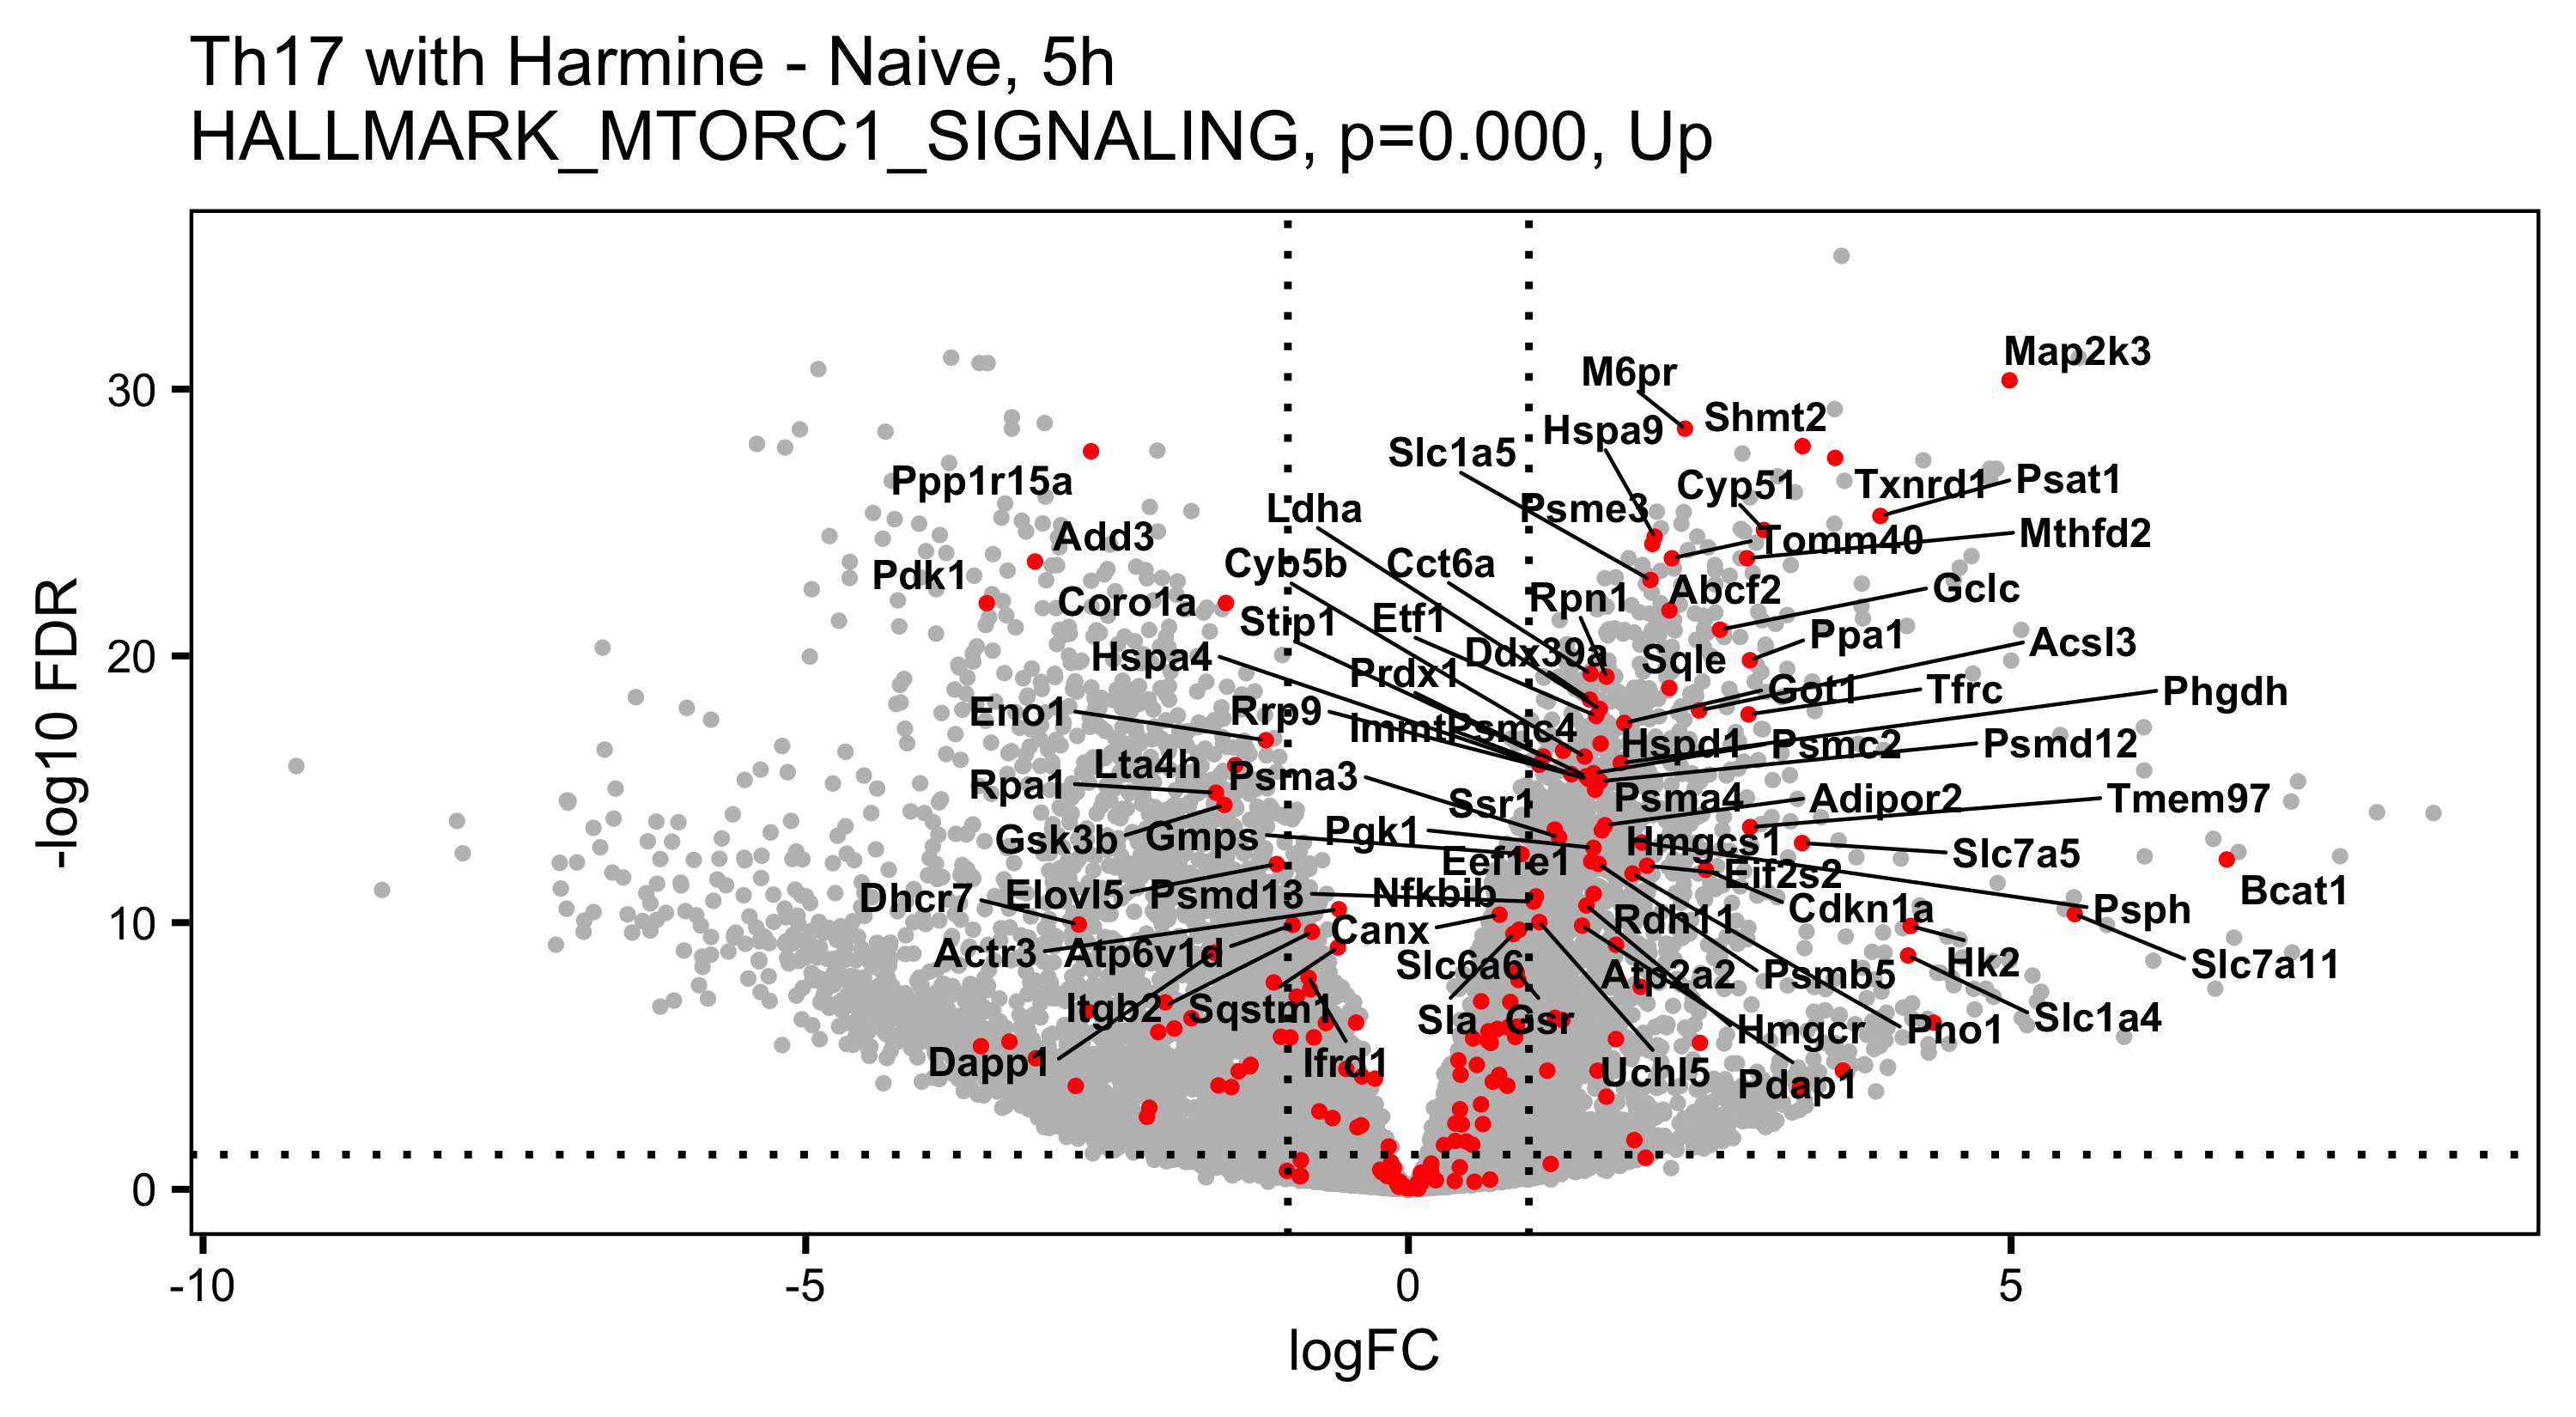 Th17 with Harmine - Naive, 5h
HALLMARK_MTORC1_SIGNALING, p=0.000, Up
-log10 FDR
30
20
10
0
Map2k3
M6pr
Shmt2
Hspa9
Slc1a5
Ppp1r15a
Cyp51
Txnrd1
Psat1
Ldha
Psme3
Add3
Tomm40
Mthfd2
Cyb5b
Cct6a
Pdk1
Coro1a
Rpn1
Abcf2
Gclc
Stip1
Etf1
Ppa1
Hspa4
Ddx39a
Sqle
Acsl3
Prdx1
Got1
Tfrc
Phgdh
Eno1
Rrp9
Immt
Psmc4
Hspd1
Psmc2
Psmd12
Lta4h
Rpa1
Psma3
Ssr1
Psma4
Adipor2
Tmem97
Gsk3b
Gmps
Pgk1
Hmgcs1
Slc7a5
Eef1e1
Eif2s2
Bcat1
Dhcr7
Elovl5
Psmd13
Nfkbib
Cdkn1a
Psph
Canx
Rdh11
Actr3
Atp6v1d
Slc6a6
Atp2a2
Psmb5
Hk2
Slc7a11
Itgb2
Sqstm1
Sla
Gsr
Hmgcr
Pno1
Slc1a4
Dapp1
Ifrd1
Uchl5
Pdap1
-10
-5
0
5
logFC